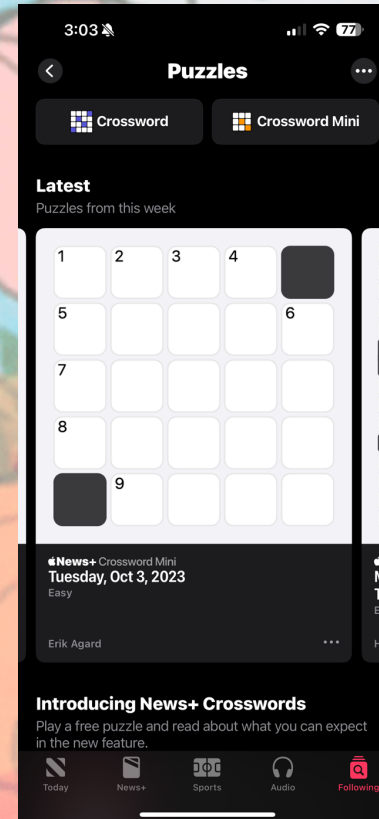 3:03 77
Puzzles
Crossword Crossword Mini
Latest
Puzzles from this week
1 2 3 4
5 6
7
8
9
News+ Crossword Mini
Tuesday, Oct 3, 2023
Easy
Erik Agard
Introducing News+ Crosswords
Play a free puzzle and read about what you can expect
in the new feature.
Today News+ Sports Audio Following